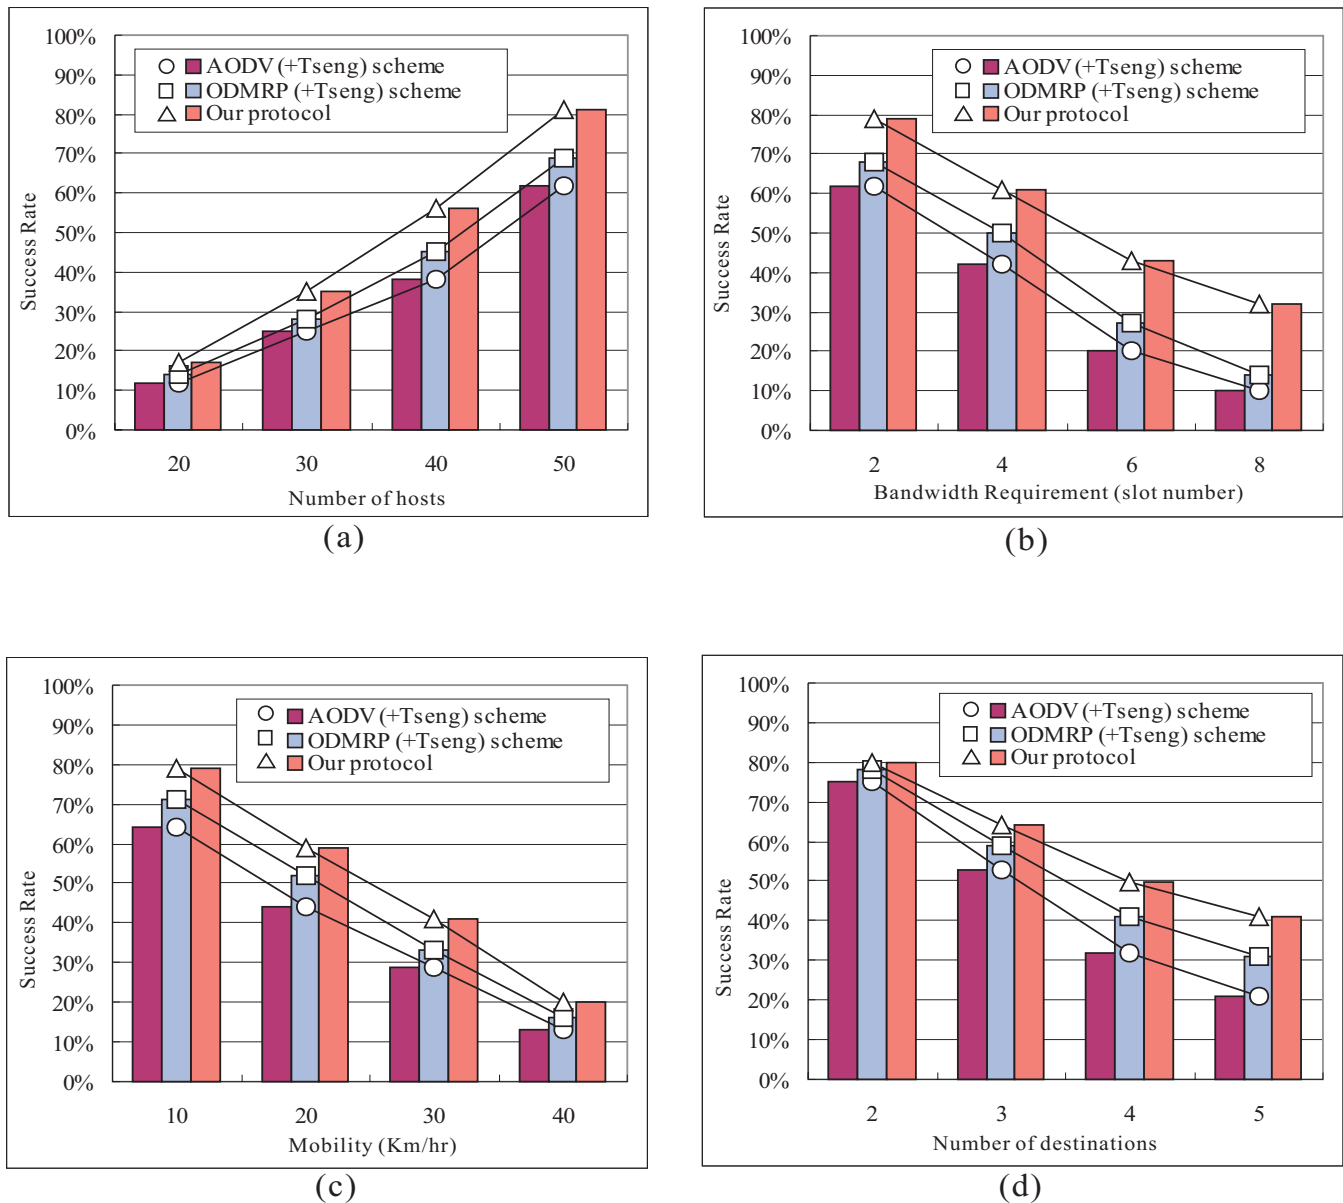 100%
90%
80%
70%
60%
50%
40%
30%
20%
10%
0%
Success Rate
AODV (+Tseng) scheme
ODMRP (+Tseng) scheme
Our protocol
20 30 40 50
Number of hosts
(a)
100%
90%
80%
70%
60%
50%
40%
30%
20%
10%
0%
Success Rate
AODV (+Tseng) scheme
ODMRP (+Tseng) scheme
Our protocol
2 4 6 8
Bandwidth Requirement (slot number)
(b)
100%
90%
80%
70%
60%
50%
40%
30%
20%
10%
0%
Success Rate
AODV (+Tseng) scheme
ODMRP (+Tseng) scheme
Our protocol
10 20 30 40
Mobility (Km/hr)
(c)
100%
90%
80%
70%
60%
50%
40%
30%
20%
10%
0%
Success Rate
AODV (+Tseng) scheme
ODMRP (+Tseng) scheme
Our protocol
2 3 4 5
Number of destinations
(d)